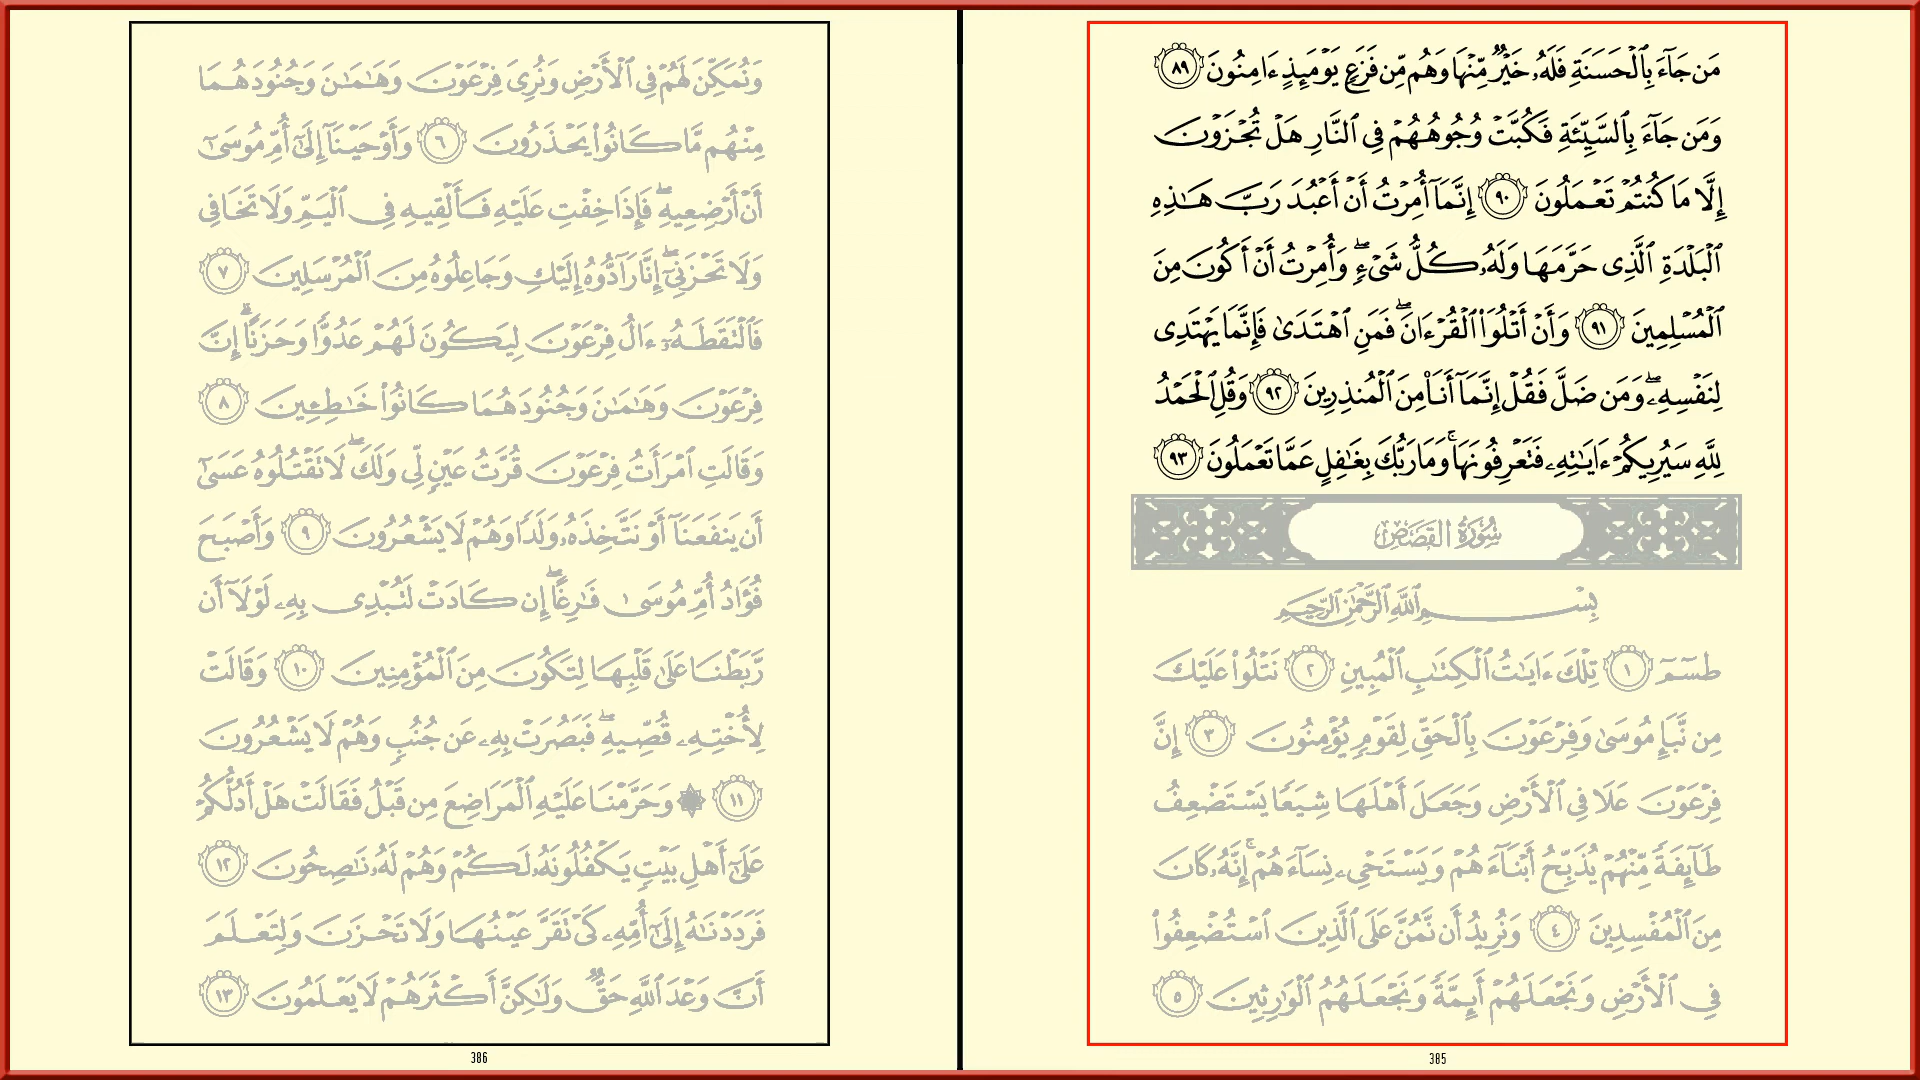 مَن جَآءَ بِٱلْحَسَنَةِ فَلَهُۥ خَيْرٌ مِّنْهَا وَهُم مِّن فَزَعٍ يَوْمَئِذٍ ءَامِنُونَ ٨٩
وَمَن جَآءَ بِٱلسَّيِّئَةِ فَكُبَّتْ وُجُوهُهُمْ فِى ٱلنَّارِ هَلْ تُجْزَوْنَ
إِلَّا مَا كُنتُمْ تَعْمَلُونَ ٩٠ إِنَّمَآ أُمِرْتُ أَنْ أَعْبُدَ رَبَّ هَـٰذِهِ
ٱلْبَلْدَةِ ٱلَّذِى حَرَّمَهَا وَلَهُۥ كُلُّ شَىْءٍۖ وَأُمِرْتُ أَنْ أَكُونَ مِنَ
ٱلْمُسْلِمِينَ ٩١ وَأَنْ أَتْلُوَا۟ ٱلْقُرْءَانَۖ فَمَنِ ٱهْتَدَىٰ فَإِنَّمَا يَهْتَدِى
لِنَفْسِهِۦۖ وَمَن ضَلَّ فَقُلْ إِنَّمَآ أَنَا۠ مِنَ ٱلْمُنذِرِينَ ٩٢ وَقُلِ ٱلْحَمْدُ
لِلَّهِ سَيُرِيكُمْ ءَايَـٰتِهِۦ فَتَعْرِفُونَهَاۚ وَمَا رَبُّكَ بِغَـٰفِلٍ عَمَّا تَعْمَلُونَ ٩٣
سُورَةُ القَصَصِ
بِسْمِ ٱللَّهِ ٱلرَّحْمَـٰنِ ٱلرَّحِيمِ
طسٓمٓ ١ تِلْكَ ءَايَـٰتُ ٱلْكِتَـٰبِ ٱلْمُبِينِ ٢ نَتْلُوا۟ عَلَيْكَ
مِن نَّبَإِ مُوسَىٰ وَفِرْعَوْنَ بِٱلْحَقِّ لِقَوْمٍ يُؤْمِنُونَ ٣ إِنَّ
فِرْعَوْنَ عَلَا فِى ٱلْأَرْضِ وَجَعَلَ أَهْلَهَا شِيَعًا يَسْتَضْعِفُ
طَآئِفَةً مِّنْهُمْ يُذَبِّحُ أَبْنَآءَهُمْ وَيَسْتَحْىِۦ نِسَآءَهُمْۚ إِنَّهُۥ كَانَ
مِنَ ٱلْمُفْسِدِينَ ٤ وَنُرِيدُ أَن نَّمُنَّ عَلَى ٱلَّذِينَ ٱسْتُضْعِفُوا۟
فِى ٱلْأَرْضِ وَنَجْعَلَهُمْ أَئِمَّةً وَنَجْعَلَهُمُ ٱلْوَٰرِثِينَ ٥
385
وَنُمَكِّنَ لَهُمْ فِى ٱلْأَرْضِ وَنُرِىَ فِرْعَوْنَ وَهَـٰمَـٰنَ وَجُنُودَهُمَا
مِنْهُم مَّا كَانُوا۟ يَحْذَرُونَ ٦ وَأَوْحَيْنَآ إِلَىٰٓ أُمِّ مُوسَىٰٓ
أَنْ أَرْضِعِيهِۖ فَإِذَا خِفْتِ عَلَيْهِ فَأَلْقِيهِ فِى ٱلْيَمِّ وَلَا تَخَافِى
وَلَا تَحْزَنِىٓۖ إِنَّا رَآدُّوهُ إِلَيْكِ وَجَاعِلُوهُ مِنَ ٱلْمُرْسَلِينَ ٧
فَٱلْتَقَطَهُۥٓ ءَالُ فِرْعَوْنَ لِيَكُونَ لَهُمْ عَدُوًّا وَحَزَنًاۗ إِنَّ
فِرْعَوْنَ وَهَـٰمَـٰنَ وَجُنُودَهُمَا كَانُوا۟ خَـٰطِـِٔينَ ٨
وَقَالَتِ ٱمْرَأَتُ فِرْعَوْنَ قُرَّتُ عَيْنٍ لِّى وَلَكَۖ لَا تَقْتُلُوهُ عَسَىٰٓ
أَن يَنفَعَنَآ أَوْ نَتَّخِذَهُۥ وَلَدًا وَهُمْ لَا يَشْعُرُونَ ٩ وَأَصْبَحَ
فُؤَادُ أُمِّ مُوسَىٰ فَـٰرِغًاۖ إِن كَادَتْ لَتُبْدِى بِهِۦ لَوْلَآ أَن
رَّبَطْنَا عَلَىٰ قَلْبِهَا لِتَكُونَ مِنَ ٱلْمُؤْمِنِينَ ١٠ وَقَالَتْ
لِأُخْتِهِۦ قُصِّيهِۖ فَبَصُرَتْ بِهِۦ عَن جُنُبٍ وَهُمْ لَا يَشْعُرُونَ
١١ ۞ وَحَرَّمْنَا عَلَيْهِ ٱلْمَرَاضِعَ مِن قَبْلُ فَقَالَتْ هَلْ أَدُلُّكُمْ
عَلَىٰٓ أَهْلِ بَيْتٍ يَكْفُلُونَهُۥ لَكُمْ وَهُمْ لَهُۥ نَـٰصِحُونَ ١٢
فَرَدَدْنَـٰهُ إِلَىٰٓ أُمِّهِۦ كَىْ تَقَرَّ عَيْنُهَا وَلَا تَحْزَنَ وَلِتَعْلَمَ
أَنَّ وَعْدَ ٱللَّهِ حَقٌّ وَلَـٰكِنَّ أَكْثَرَهُمْ لَا يَعْلَمُونَ ١٣
386